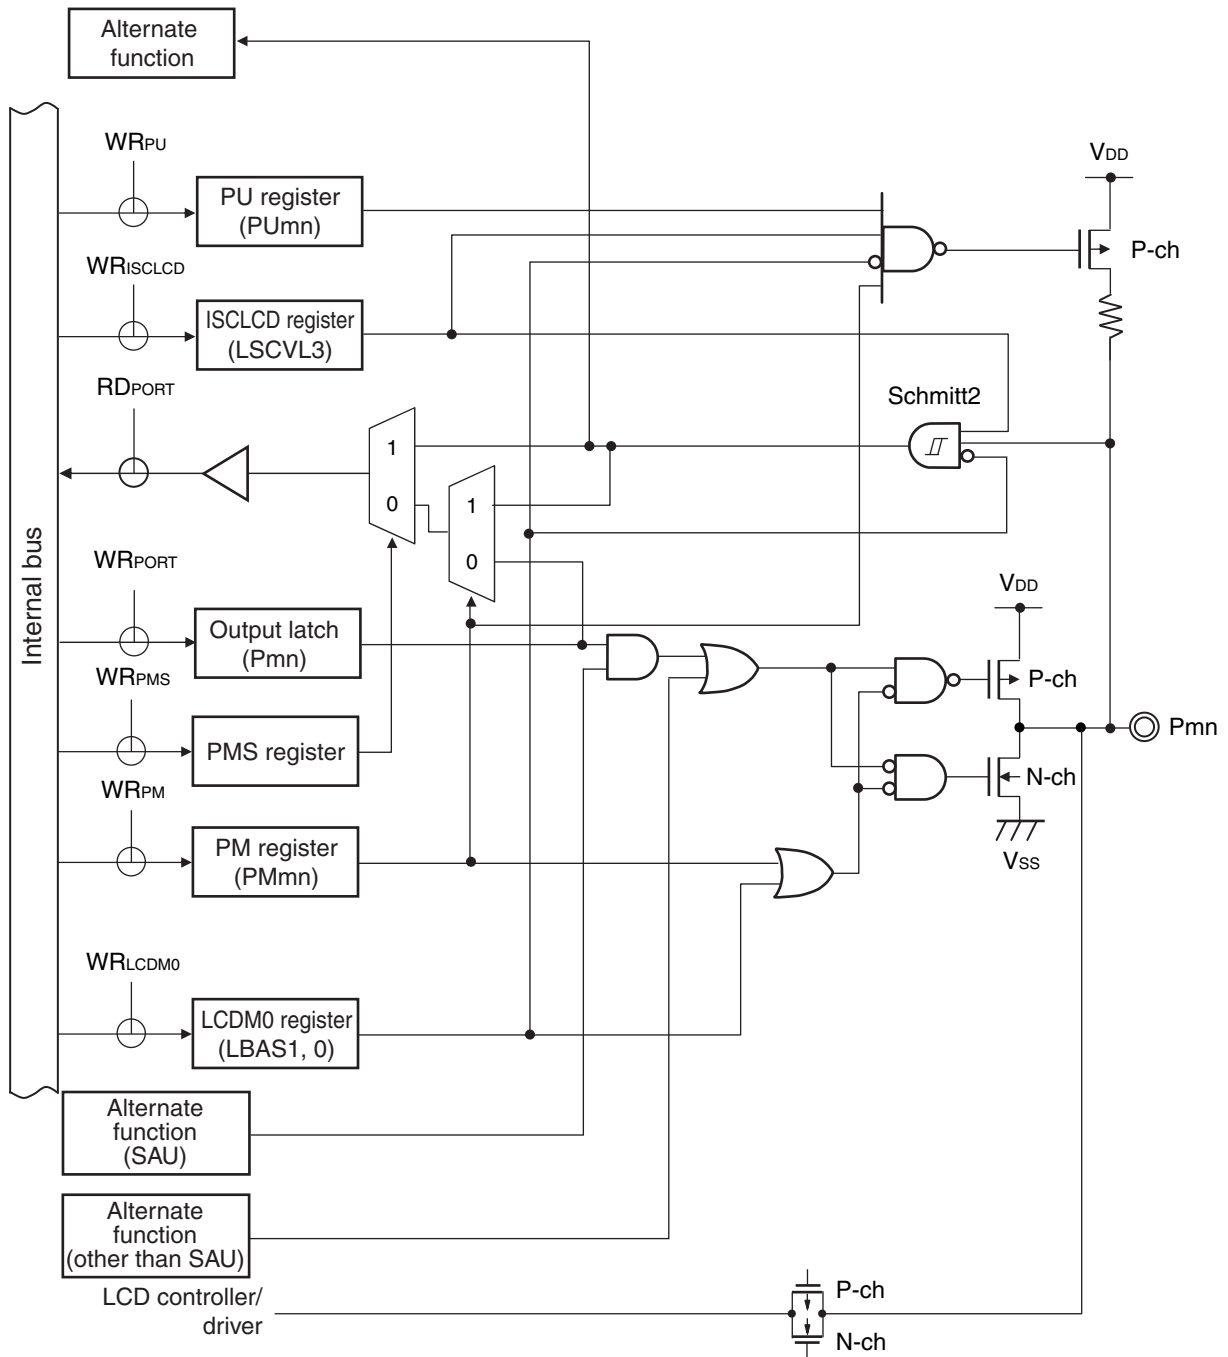 Alternate
function
WRPU
PU register
(PUmn)
VDD
P-ch
WRISCLCD
ISCLCD register
(LSCVL3)
RDPORT
Schmitt2
1
0
1
0
Internal bus
WRPORT
Output latch
(Pmn)
VDD
P-ch
Pmn
WRPMS
PMS register
N-ch
WRPM
PM register
(PMmn)
VSS
WRLCDM0
LCDM0 register
(LBAS1, 0)
Alternate
function
(SAU)
Alternate
function
(other than SAU)
LCD controller/
driver
P-ch
N-ch